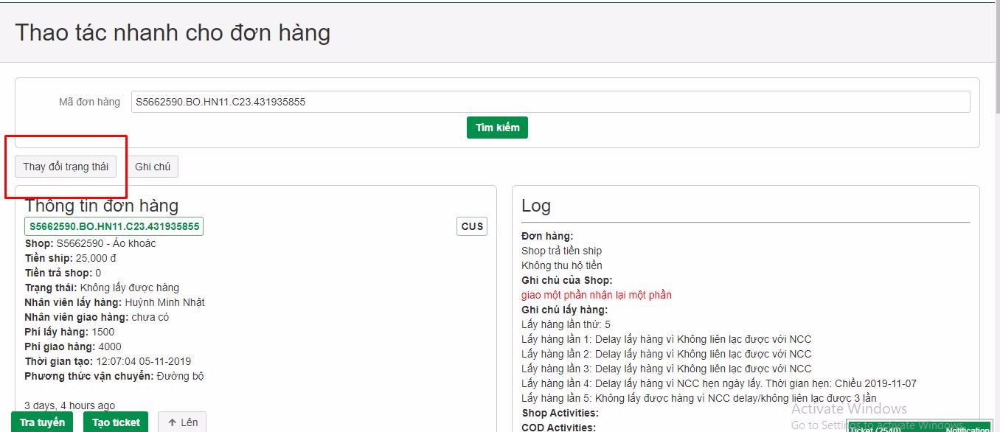 Thao tác nhanh cho đơn hàng
Mã đơn hàng S5662590.BO.HN11.C23.431935855
Tìm kiếm
Thay đổi trạng thái Ghi chú
Thông tin đơn hàng
S5662590.BO.HN11.C23.431935855 CUS
Shop: S5662590 - Áo khoác
Tiền ship: 25,000 đ
Tiền trả shop: 0
Trạng thái: Không lấy được hàng
Nhân viên lấy hàng: Huỳnh Minh Nhật
Nhân viên giao hàng: chưa có
Phí lấy hàng: 1500
Phí giao hàng: 4000
Thời gian tạo: 12:07:04 05-11-2019
Phương thức vận chuyển: Đường bộ
3 days, 4 hours ago
Tra tuyến Tạo ticket ↑ Lên
Log
Đơn hàng:
Shop trả tiền ship
Không thu hộ tiền
Ghi chú của Shop:
giao một phần nhận lại một phần
Ghi chú lấy hàng:
Lấy hàng lần thứ: 5
Lấy hàng lần 1: Delay lấy hàng vì Không liên lạc được với NCC
Lấy hàng lần 2: Delay lấy hàng vì Không liên lạc được với NCC
Lấy hàng lần 3: Delay lấy hàng vì Không liên lạc được với NCC
Lấy hàng lần 4: Delay lấy hàng vì NCC hẹn ngày lấy. Thời gian hẹn: Chiều 2019-11-07
Lấy hàng lần 5: Không lấy được hàng vì NCC delay/không liên lạc được 3 lần
Shop Activities:
COD Activities:
Activate Windows
Go to Settings to activate Windows.
Ticket (2540) Notification